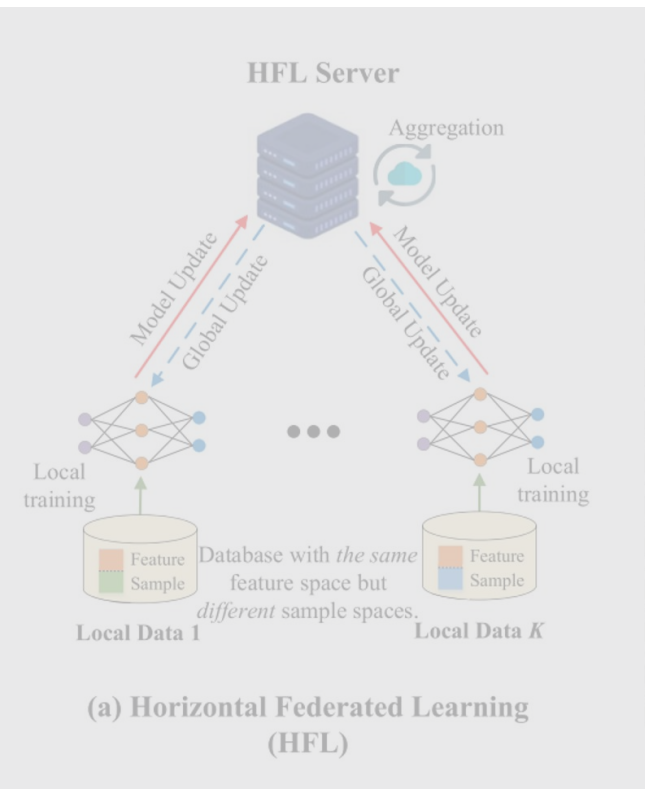 HFL Server
Aggregation
Model Update
Global Update
Model Update
Global Update
Local
training
Local
training
Feature
Sample
Database with the same
feature space but
different sample spaces.
Feature
Sample
Local Data 1
Local Data K
(a) Horizontal Federated Learning
(HFL)